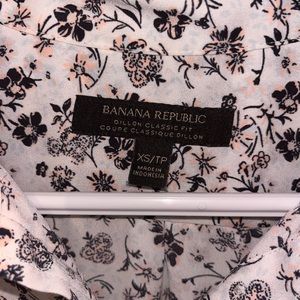 BANANA REPUBLIC
DILLON CLASSIC FIT
COUPE CLASSIQUE DILLON
XS/TP
MADE IN
INDONESIA